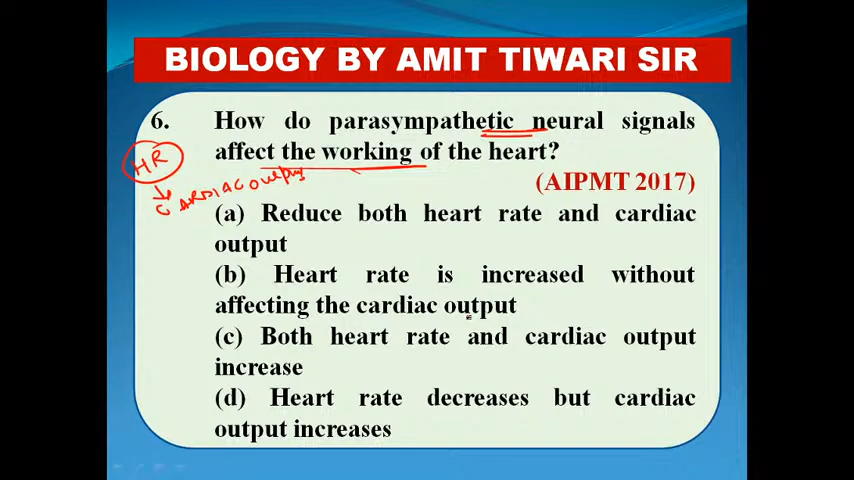 BIOLOGY BY AMIT TIWARI SIR
6. How do parasympathetic neural signals
affect the working of the heart?
HR
CARDIAC output
(AIPMT 2017)
(a) Reduce both heart rate and cardiac
output
(b) Heart rate is increased without
affecting the cardiac output
(c) Both heart rate and cardiac output
increase
(d) Heart rate decreases but cardiac
output increases